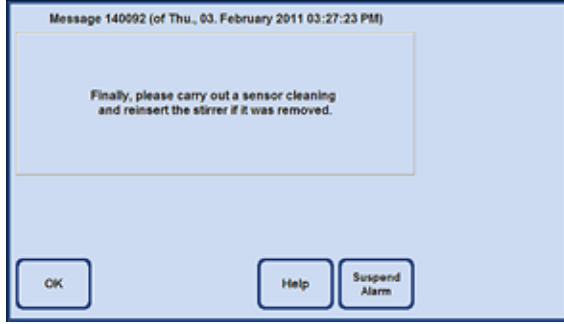 Message 140092 (of Thu., 03. February 2011 03:27:23 PM)
Finally, please carry out a sensor cleaning
and reinsert the stirrer if it was removed.
OK
Help
Suspend
Alarm